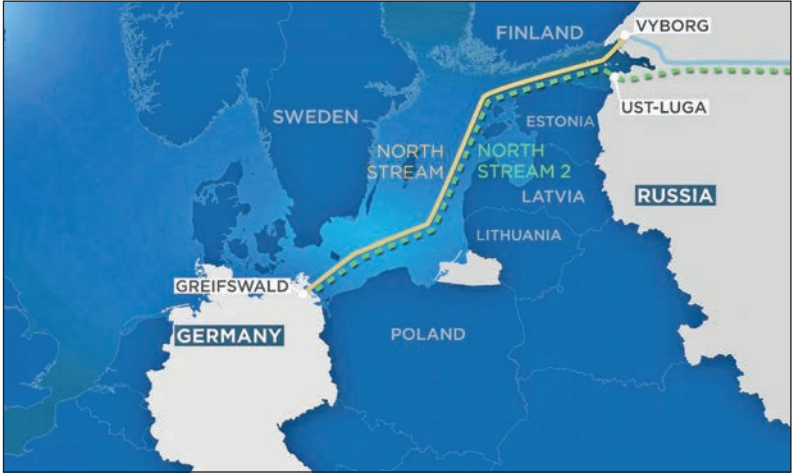 FINLAND
VYBORG
UST-LUGA
SWEDEN
ESTONIA
NORTH
STREAM
NORTH
STREAM 2
LATVIA
RUSSIA
LITHUANIA
GREIFSWALD
GERMANY
POLAND